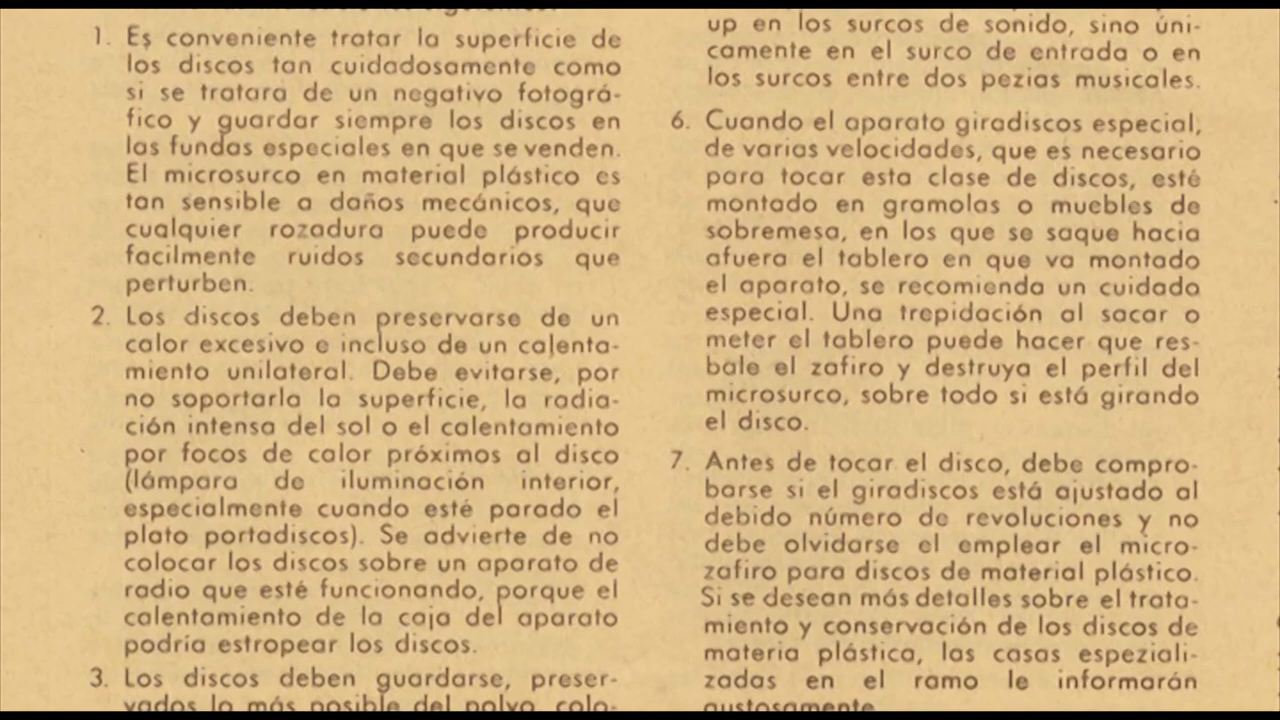 1. Es conveniente tratar la superficie de
los discos tan cuidadosamente como
si se tratara de un negativo fotográ-
fico y guardar siempre los discos en
las fundas especiales en que se venden.
El microsurco en material plástico es
tan sensible a daños mecánicos, que
cualquier rozadura puede producir
facilmente ruidos secundarios que
perturben.
2. Los discos deben preservarse de un
calor excesivo e incluso de un calenta-
miento unilateral. Debe evitarse, por
no soportarla la superficie, la radia-
ción intensa del sol o el calentamiento
por focos de calor próximos al disco
(lámpara de iluminación interior,
especialmente cuando esté parado el
plato portadiscos). Se advierte de no
colocar los discos sobre un aparato de
radio que esté funcionando, porque el
calentamiento de la caja del aparato
podría estropear los discos.
3. Los discos deben guardarse, preser-
vados lo más posible del polvo, colo-
up en los surcos de sonido, sino úni-
camente en el surco de entrada o en
los surcos entre dos pezias musicales.
6. Cuando el aparato giradiscos especial,
de varias velocidades, que es necesario
para tocar esta clase de discos, esté
montado en gramolas o muebles de
sobremesa, en los que se saque hacia
afuera el tablero en que va montado
el aparato, se recomienda un cuidado
especial. Una trepidación al sacar o
meter el tablero puede hacer que res-
bale el zafiro y destruya el perfil del
microsurco, sobre todo si está girando
el disco.
7. Antes de tocar el disco, debe compro-
barse si el giradiscos está ajustado al
debido número de revoluciones y no
debe olvidarse el emplear el micro-
zafiro para discos de material plástico.
Si se desean más detalles sobre el trata-
miento y conservación de los discos de
materia plástica, las casas espeziali-
zadas en el ramo le informarán
gustosamente.